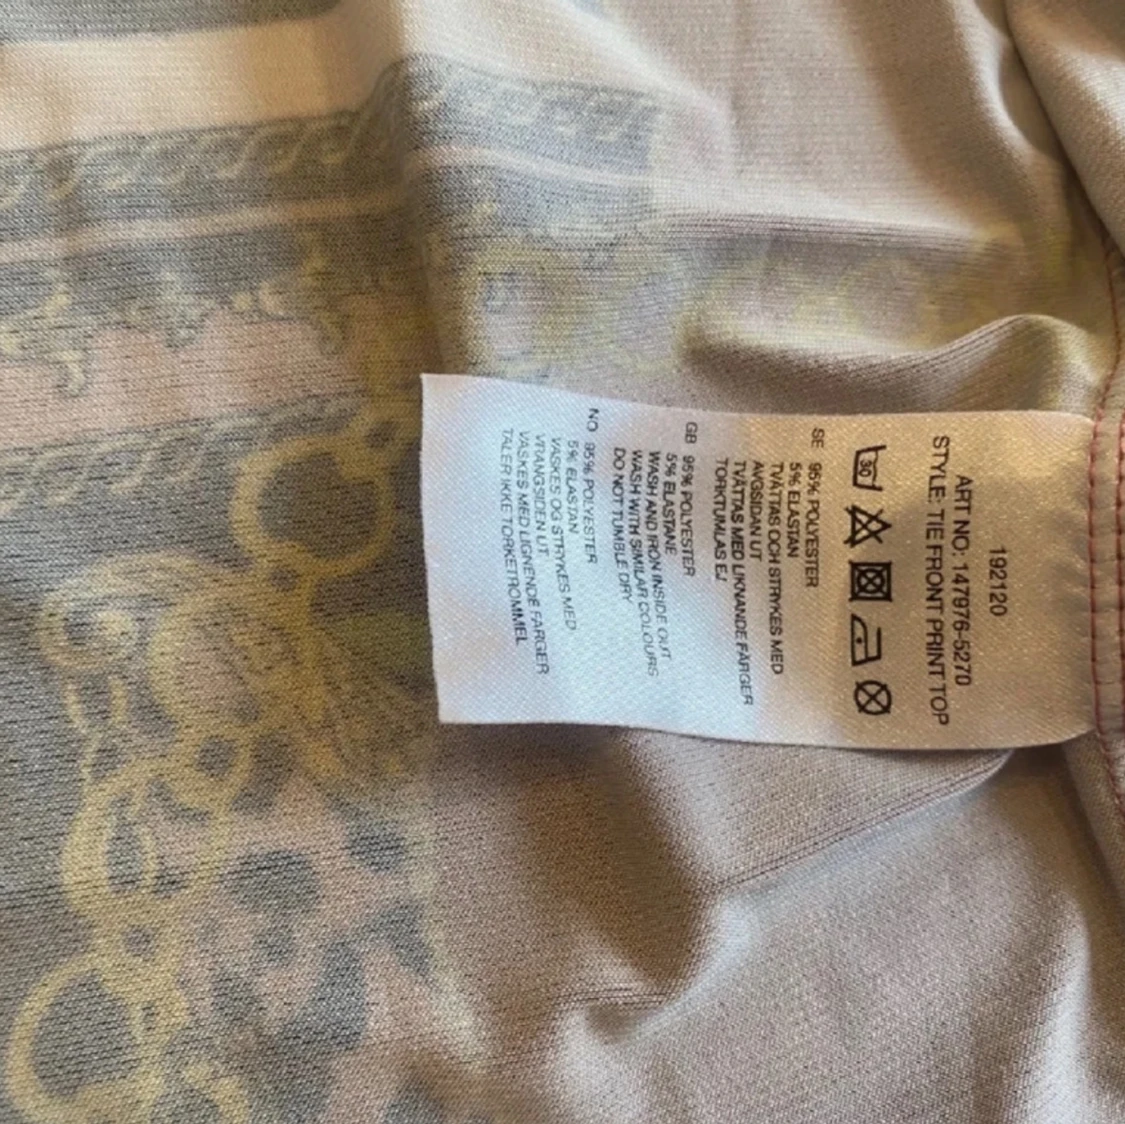 192120
ART NO: 147976-5270
STYLE: TIE FRONT PRINT TOP
30
SE 95% POLYESTER
5% ELASTAN
TVÄTTAS OCH STRYKES MED
AVIGSIDAN UT
TVÄTTAS MED LIKNANDE FÄRGER
TORKTUMLAS EJ
GB 95% POLYESTER
5% ELASTANE
WASH AND IRON INSIDE OUT
WASH WITH SIMILAR COLOURS
DO NOT TUMBLE DRY
NO 95% POLYESTER
5% ELASTAN
VASKES OG STRYKES MED
VRANGSIDEN UT
VASKES MED LIGNENDE FARGER
TALER IKKE TORKETROMMEL